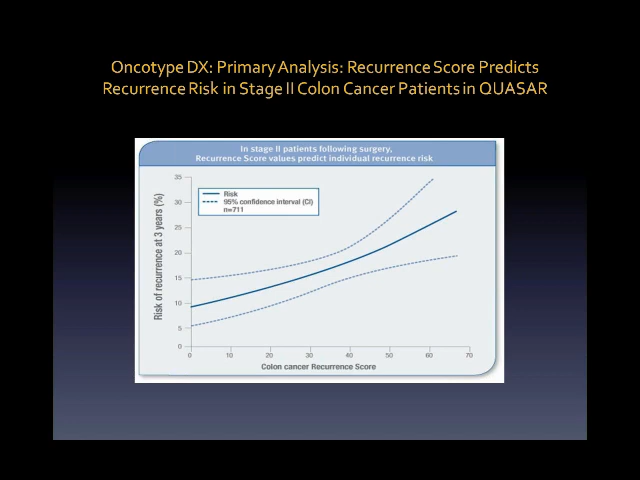 Oncotype DX: Primary Analysis: Recurrence Score Predicts
Recurrence Risk in Stage II Colon Cancer Patients in QUASAR
In stage II patients following surgery,
Recurrence Score values predict individual recurrence risk
Risk
95% confidence interval (CI)
n=711
Risk of recurrence at 3 years (%)
35
30
25
20
15
10
5
0
0 10 20 30 40 50 60 70
Colon cancer Recurrence Score